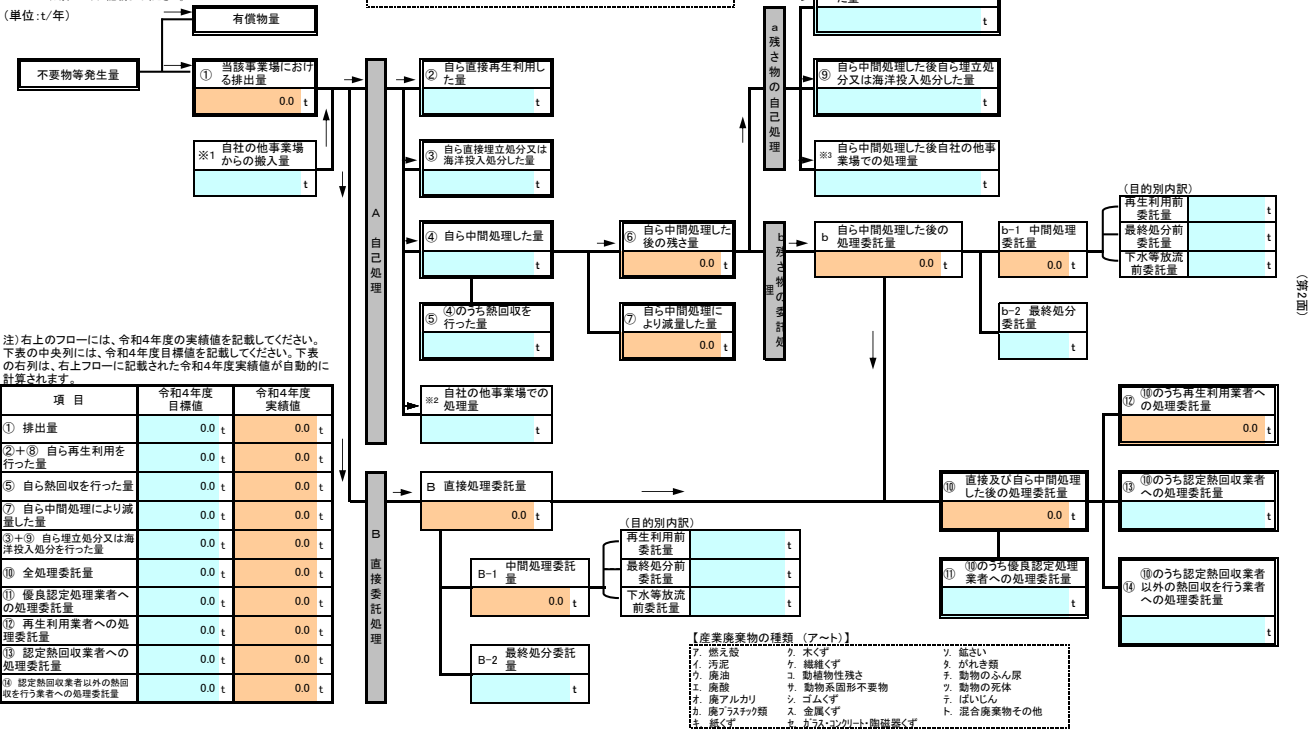 (単位:t/年)
有償物量
不要物等発生量
① 当該事業場におけ
る排出量
0.0 t
※1 自社の他事業場
からの搬入量
t
A
自
己
処
理
② 自ら直接再生利用し
た量
t
③ 自ら直接埋立処分又は
海洋投入処分した量
t
④ 自ら中間処理した量
t
⑤ ④のうち熱回収を
行った量
t
※2 自社の他事業場での
処理量
t
⑥ 自ら中間処理した
後の残さ量
0.0 t
⑦ 自ら中間処理に
より減量した量
0.0 t
a
残
さ
物
の
自
己
処
理
た量
t
⑨ 自ら中間処理した後自ら埋立処
分又は海洋投入処分した量
t
※3 自ら中間処理した後自社の他事
業場での処理量
t
b
残
さ
物
の
委
託
処
理
b 自ら中間処理した後の
処理委託量
0.0 t
b-1 中間処理
委託量
0.0 t
(目的別内訳)
再生利用前
委託量
t
最終処分前
委託量
t
下水等放流
前委託量
t
b-2 最終処分
委託量
t
(第2面)
注)右上のフローには、令和4年度の実績値を記載してください。
下表の中央列には、令和4年度目標値を記載してください。下表
の右列は、右上フローに記載された令和4年度実績値が自動的に
計算されます。
項 目 令和4年度
目標値 令和4年度
実績値
① 排出量 0.0 t 0.0 t
②+⑧ 自ら再生利用を
行った量 0.0 t 0.0 t
⑤ 自ら熱回収を行った量 0.0 t 0.0 t
⑦ 自ら中間処理により減
量した量 0.0 t 0.0 t
③+⑨ 自ら埋立処分又は海
洋投入処分を行った量 0.0 t 0.0 t
⑩ 全処理委託量 0.0 t 0.0 t
⑪ 優良認定処理業者へ
の処理委託量 0.0 t 0.0 t
⑫ 再生利用業者への処
理委託量 0.0 t 0.0 t
⑬ 認定熱回収業者への
処理委託量 0.0 t 0.0 t
⑭ 認定熱回収業者以外の熱回
収を行う業者への処理委託量 0.0 t 0.0 t
B
直
接
委
託
処
理
B 直接処理委託量
0.0 t
B-1 中間処理委託
量
0.0 t
(目的別内訳)
再生利用前
委託量
t
最終処分前
委託量
t
下水等放流
前委託量
t
B-2 最終処分委託
量
t
⑩ 直接及び自ら中間処理
した後の処理委託量
0.0 t
⑪ ⑩のうち優良認定処理
業者への処理委託量
t
⑫ ⑩のうち再生利用業者へ
の処理委託量
0.0 t
⑬ ⑩のうち認定熱回収業者
への処理委託量
t
⑭ ⑩のうち認定熱回収業者
以外の熱回収を行う業者
への処理委託量
t
【産業廃棄物の種類 (ア~ト)】
ア. 燃え殻 ク. 木くず ソ. 鉱さい
イ. 汚泥 ケ. 繊維くず タ. がれき類
ウ. 廃油 コ. 動植物性残さ チ. 動物のふん尿
エ. 廃酸 サ. 動物系固形不要物 ツ. 動物の死体
オ. 廃アルカリ シ. ゴムくず テ. ばいじん
カ. 廃プラスチック類 ス. 金属くず ト. 混合廃棄物その他
キ. 紙くず セ. ガラス・コンクリート・陶磁器くず